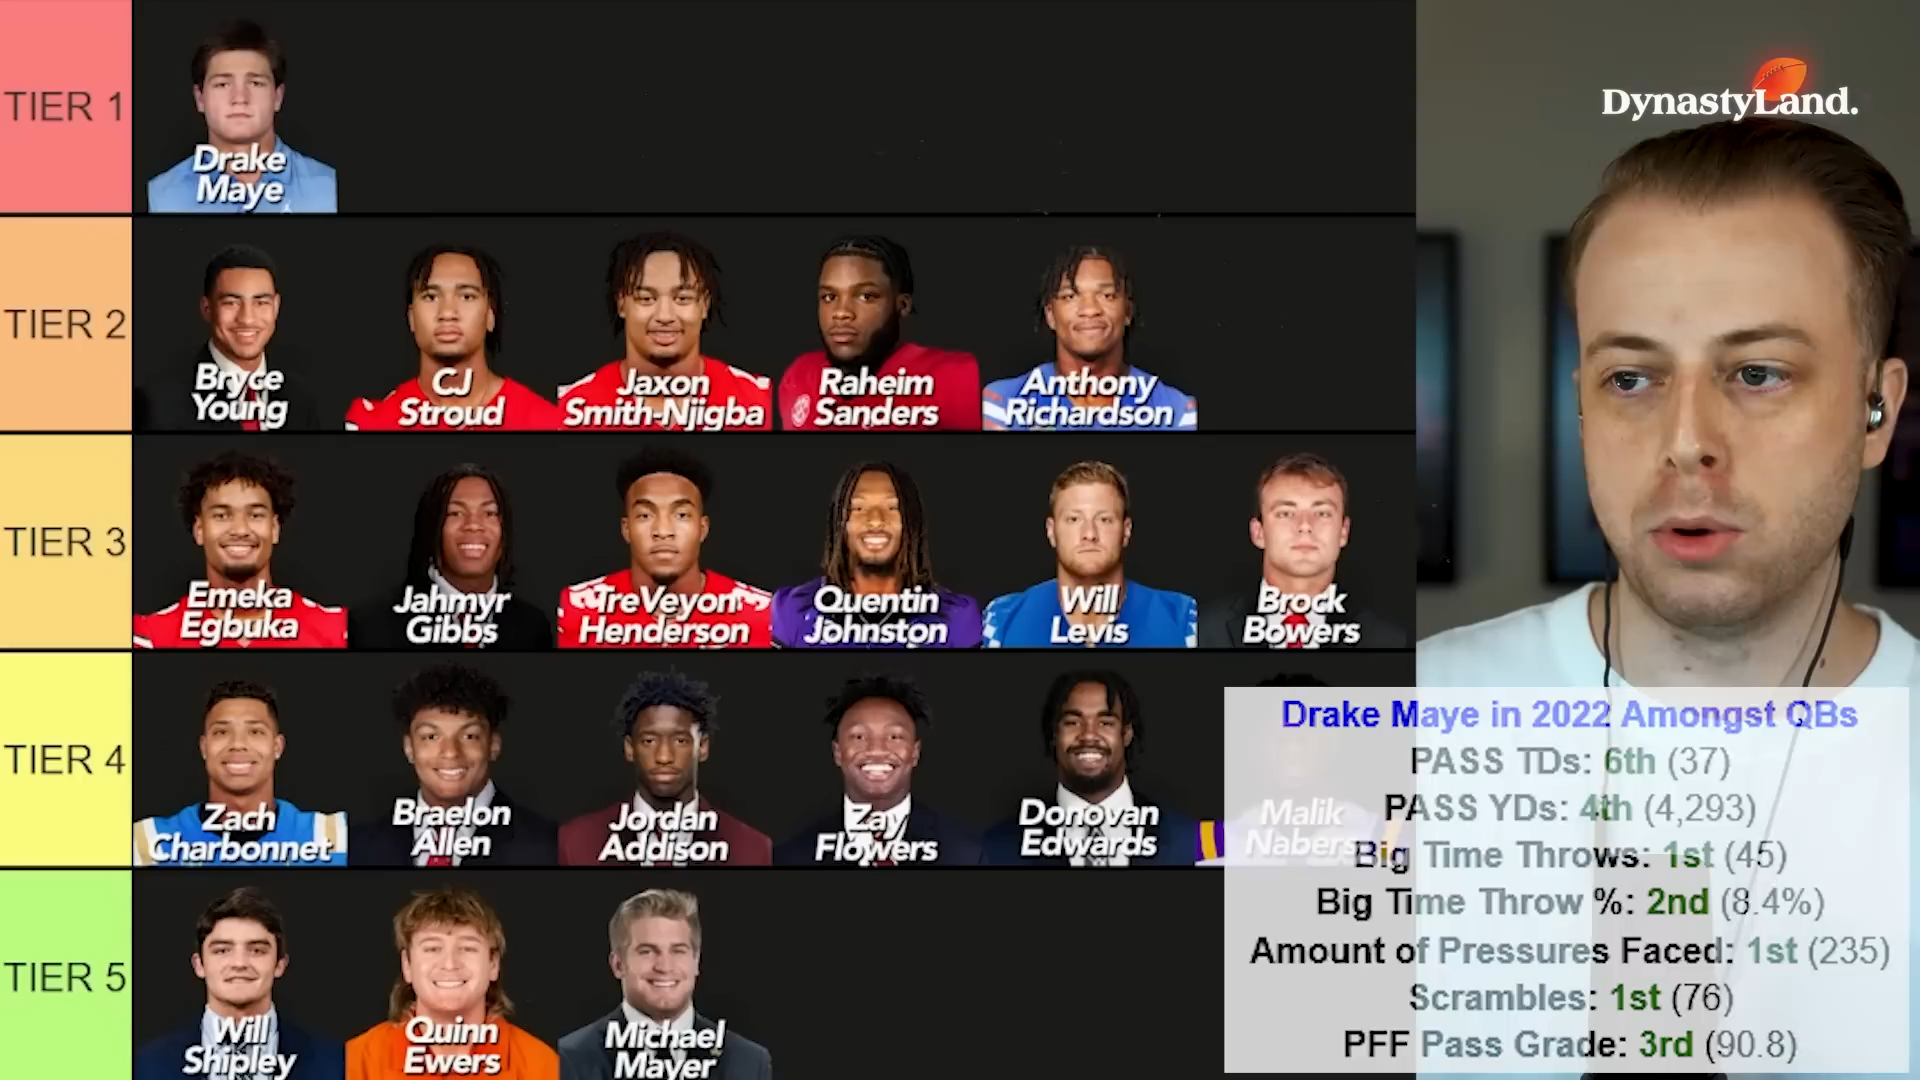 TIER 1
Drake
Maye
DynastyLand.
TIER 2
Bryce
Young
CJ
Stroud
Jaxon
Smith-Njigba
Raheim
Sanders
Anthony
Richardson
TIER 3
Emeka
Egbuka
Jahmyr
Gibbs
TreVeyon
Henderson
Quentin
Johnston
Will
Levis
Brock
Bowers
TIER 4
Zach
Charbonnet
Braelon
Allen
Jordan
Addison
Zay
Flowers
Donovan
Edwards
Malik
Nabers
TIER 5
Will
Shipley
Quinn
Ewers
Michael
Mayer
Drake Maye in 2022 Amongst QBs
PASS TDs: 6th (37)
PASS YDs: 4th (4,293)
Big Time Throws: 1st (45)
Big Time Throw %: 2nd (8.4%)
Amount of Pressures Faced: 1st (235)
Scrambles: 1st (76)
PFF Pass Grade: 3rd (90.8)